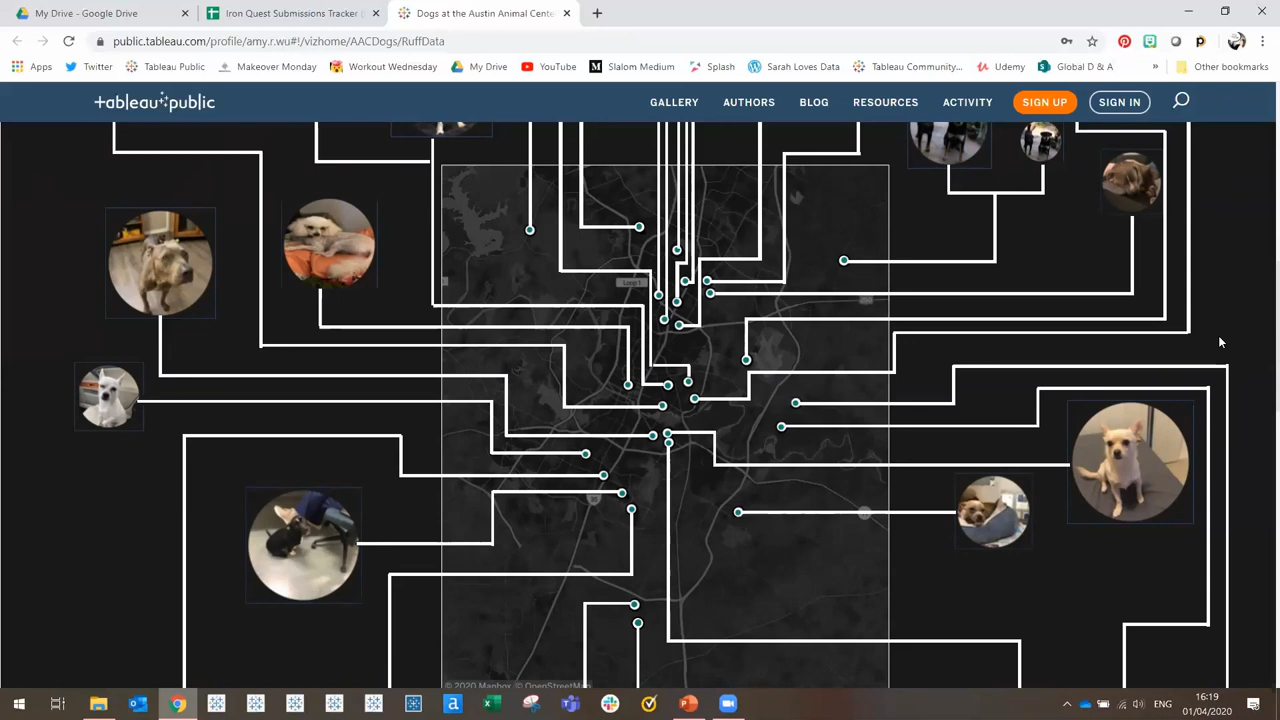 My Drive - Google Drive
Iron Quest Submissions Tracker (
Dogs at the Austin Animal Cente
public.tableau.com/profile/amy.r.wu#!/vizhome/AACDogs/RuffData
Apps
Twitter
Tableau Public
Makeover Monday
Workout Wednesday
My Drive
YouTube
Slalom Medium
Splash
Sarah Loves Data
Tableau Community...
Udemy
Global D & A
»
Other bookmarks
+ableau public
GALLERY
AUTHORS
BLOG
RESOURCES
ACTIVITY
SIGN UP
SIGN IN
Loop 1
© 2020 Mapbox © OpenStreetMap
ENG
16:19
01/04/2020